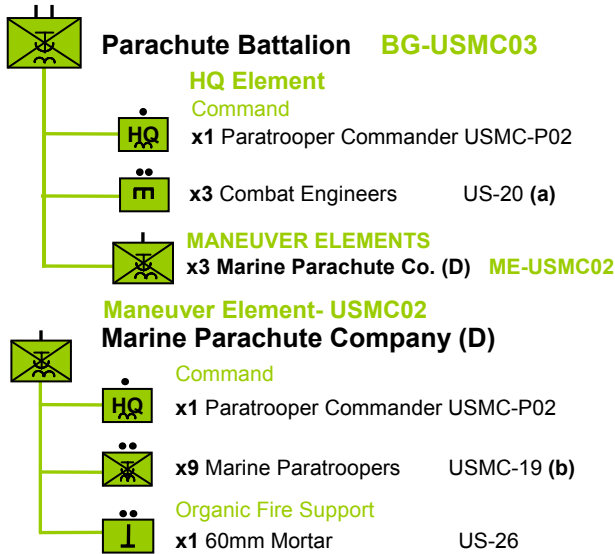 Parachute Battalion BG-USMC03
HQ Element
Command
HQ x1 Paratrooper Commander USMC-P02
x3 Combat Engineers US-20 (a)
MANEUVER ELEMENTS
x3 Marine Parachute Co. (D) ME-USMC02
Maneuver Element- USMC02
Marine Parachute Company (D)
Command
HQ x1 Paratrooper Commander USMC-P02
x9 Marine Paratroopers USMC-19 (b)
Organic Fire Support
x1 60mm Mortar US-26